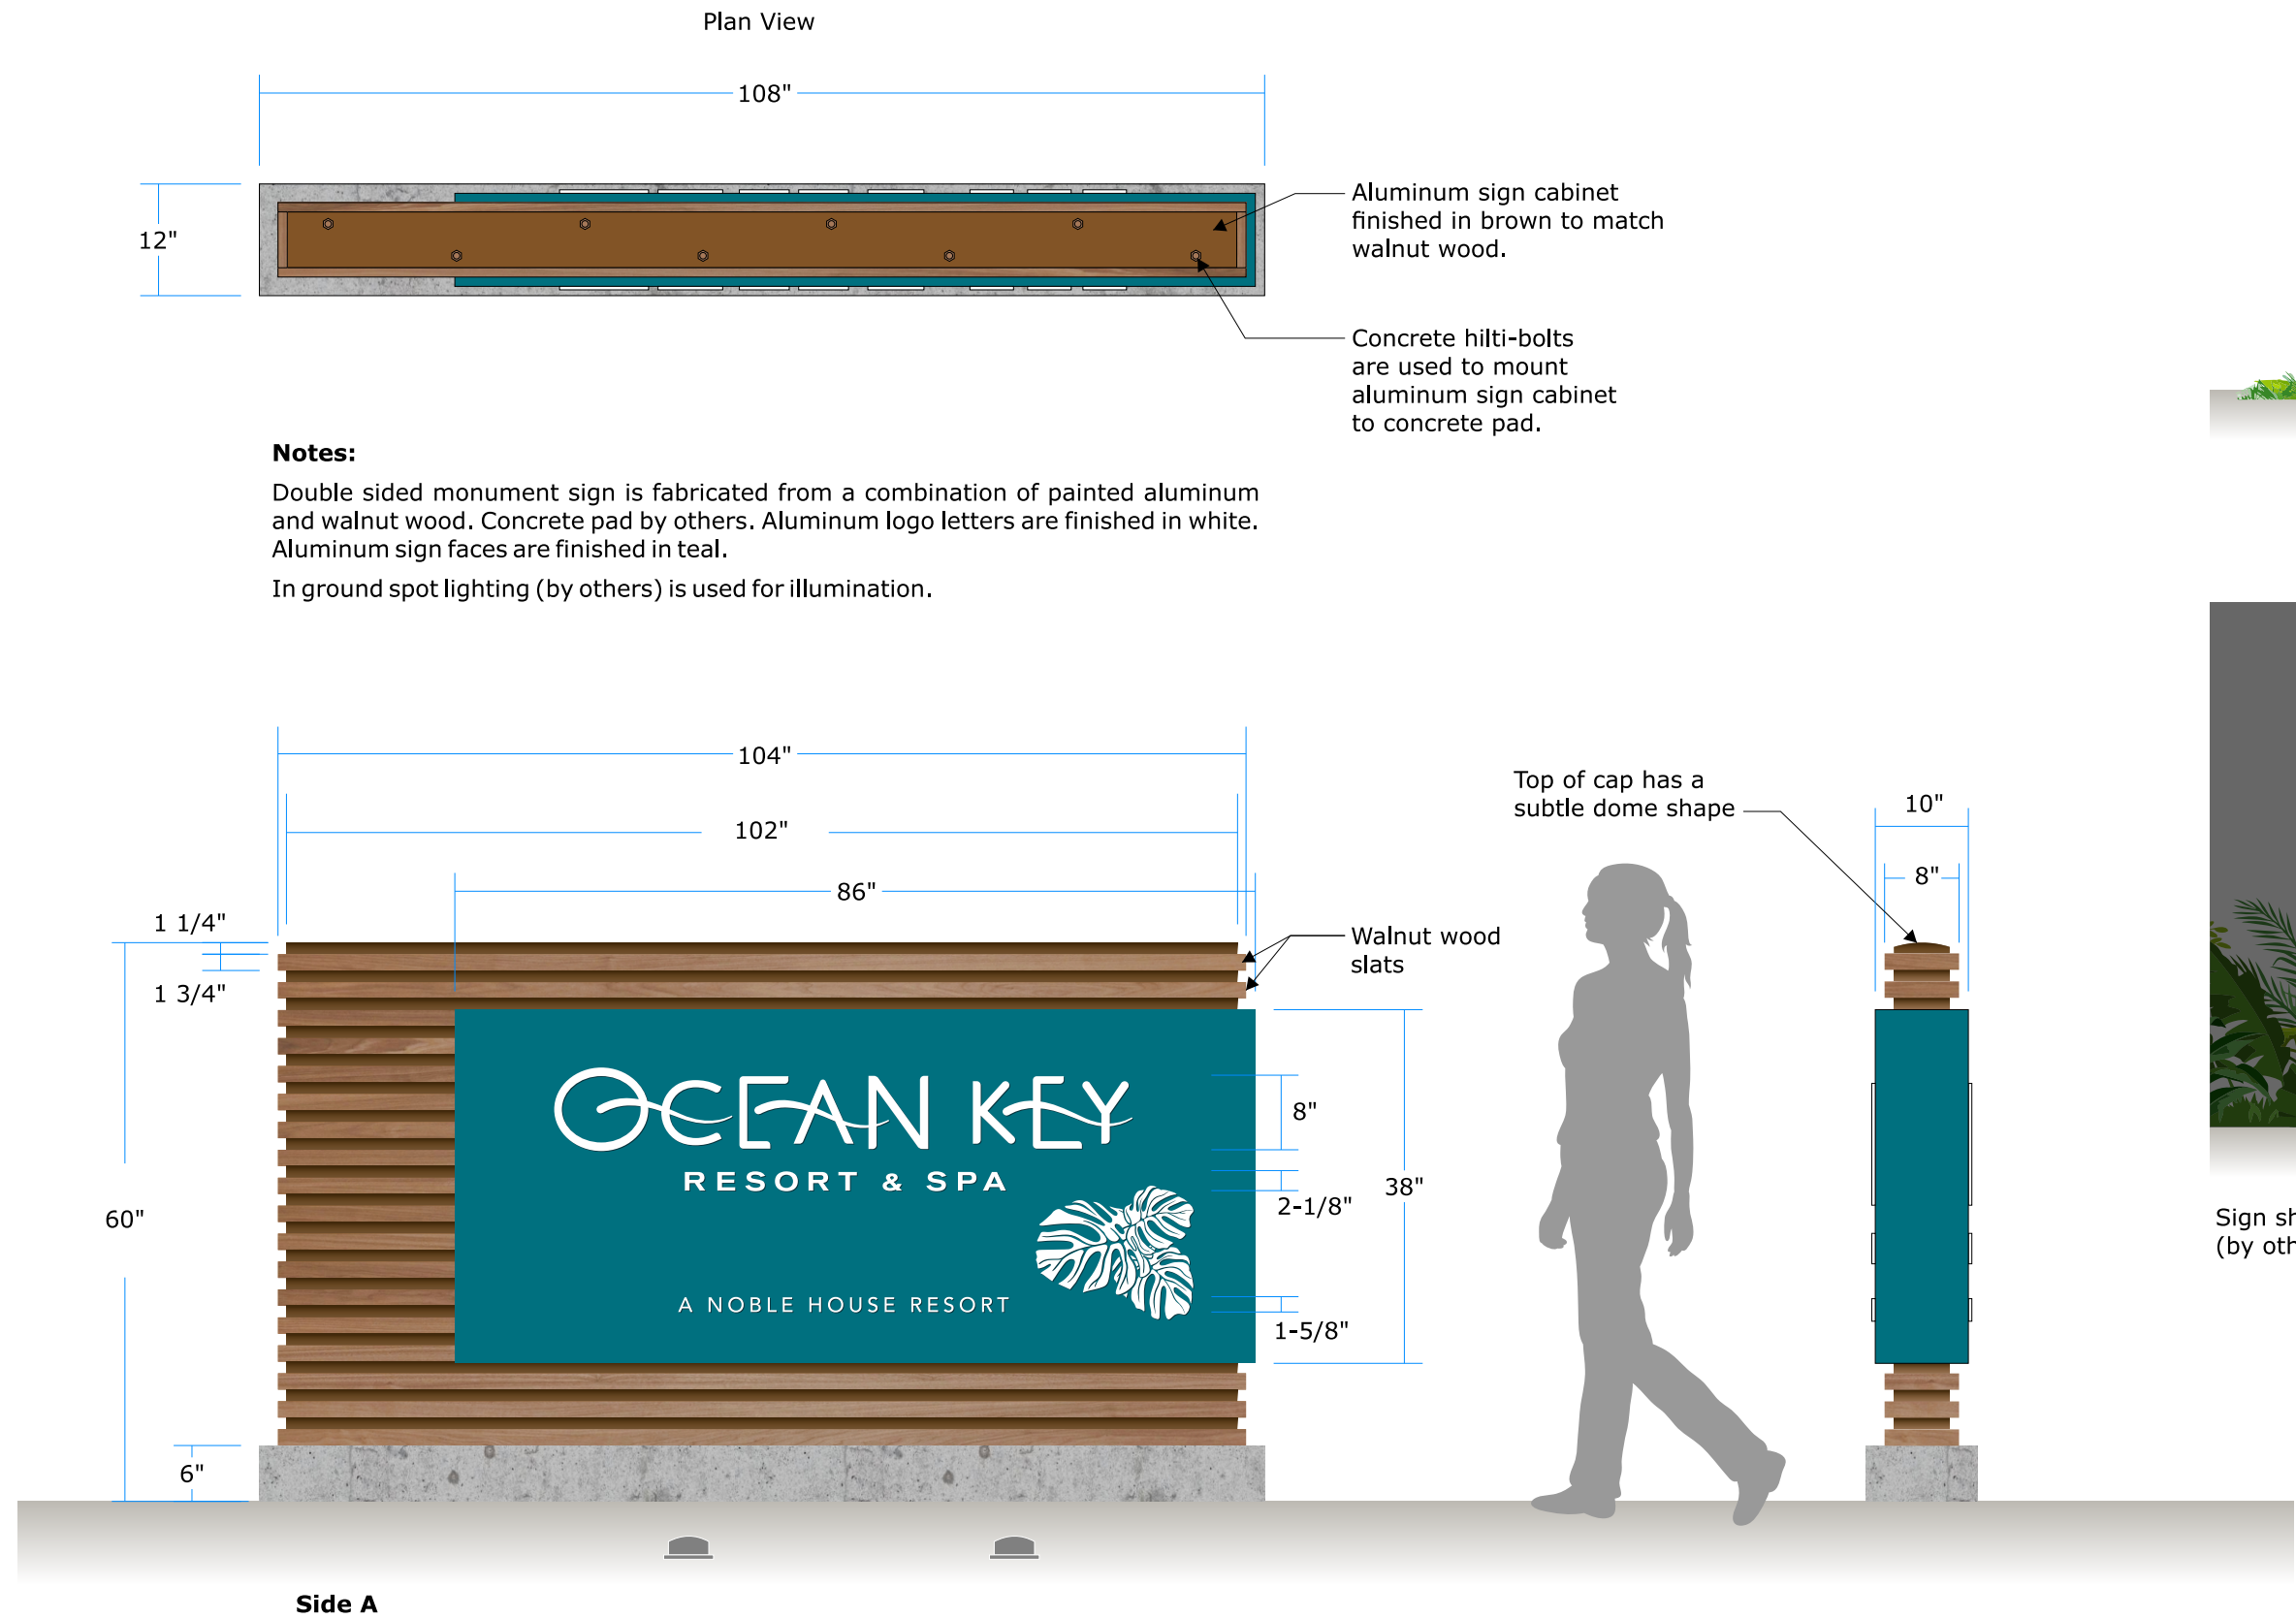 Plan View
108"
12"
Aluminum sign cabinet
finished in brown to match
walnut wood.
Concrete hilti-bolts
are used to mount
aluminum sign cabinet
to concrete pad.
Notes:
Double sided monument sign is fabricated from a combination of painted aluminum
and walnut wood. Concrete pad by others. Aluminum logo letters are finished in white.
Aluminum sign faces are finished in teal.
In ground spot lighting (by others) is used for illumination.
104"
102"
86"
1 1/4"
1 3/4"
Walnut wood
slats
Top of cap has a
subtle dome shape
10"
8"
OCEAN KEY
RESORT & SPA
A NOBLE HOUSE RESORT
8"
2-1/8"
38"
1-5/8"
60"
6"
Sign
(by
Side A